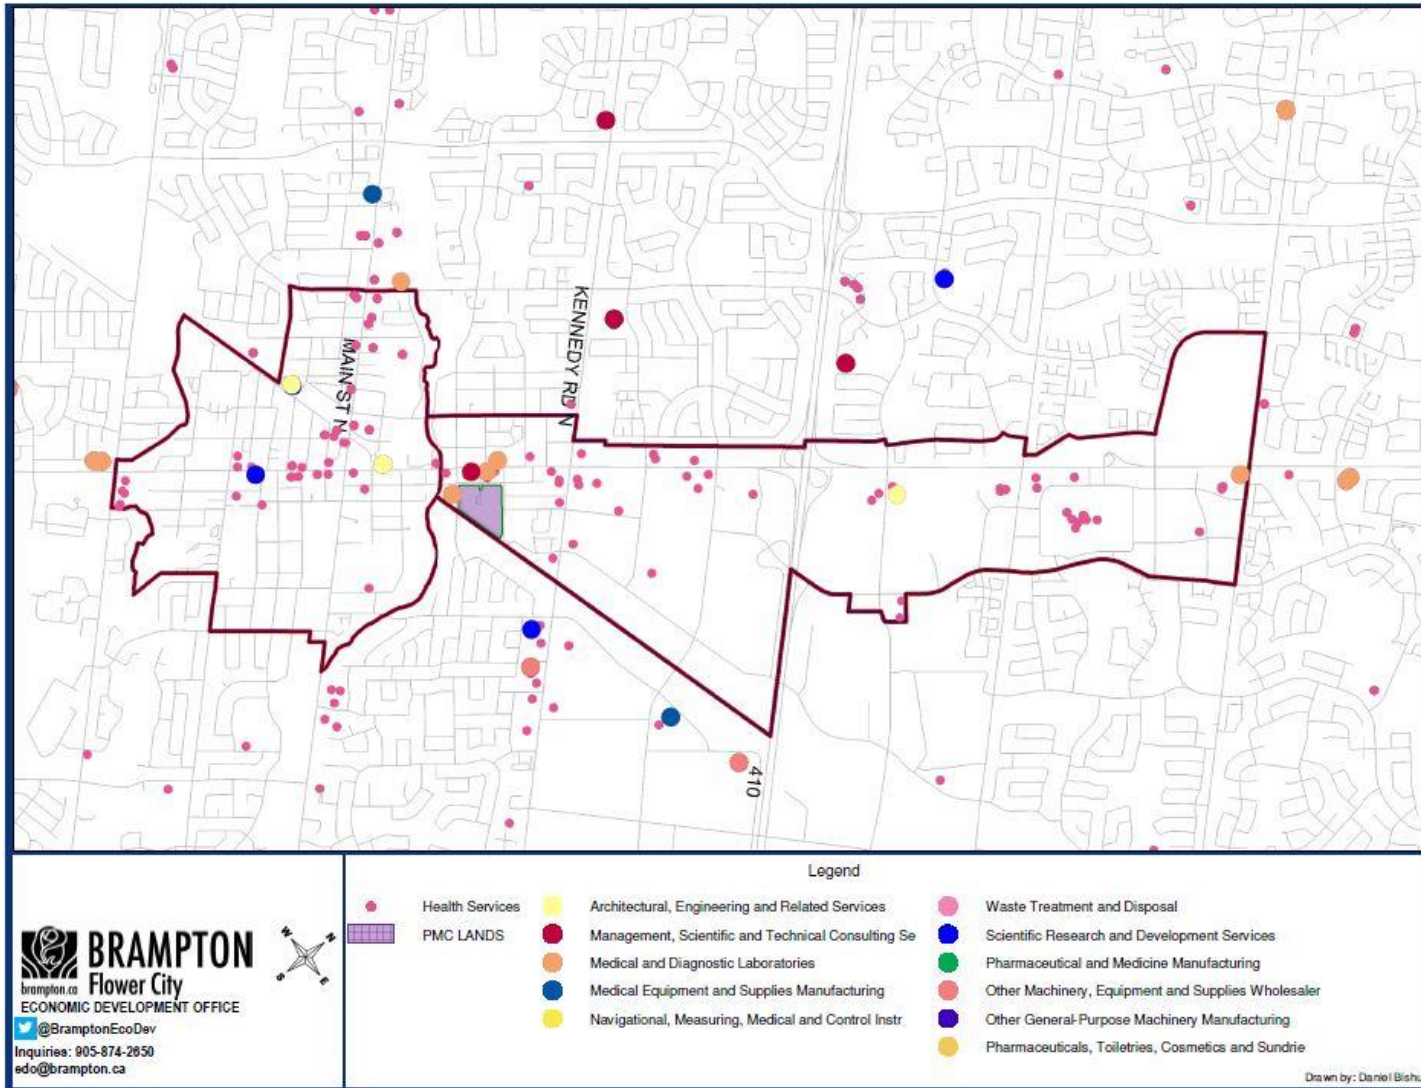 KENNEDY RD N
MAIN ST N
410
Legend
Health Services
PMC LANDS
Architectural, Engineering and Related Services
Management, Scientific and Technical Consulting Se
Medical and Diagnostic Laboratories
Medical Equipment and Supplies Manufacturing
Navigational, Measuring, Medical and Control Instr
Waste Treatment and Disposal
Scientific Research and Development Services
Pharmaceutical and Medicine Manufacturing
Other Machinery, Equipment and Supplies Wholesaler
Other General-Purpose Machinery Manufacturing
Pharmaceuticals, Toiletries, Cosmetics and Sundrie
BRAMPTON
brampton.ca Flower City
W N
S E
ECONOMIC DEVELOPMENT OFFICE
@BramptonEcoDev
Inquiries: 905-874-2650
edo@brampton.ca
Drawn by: Daniel